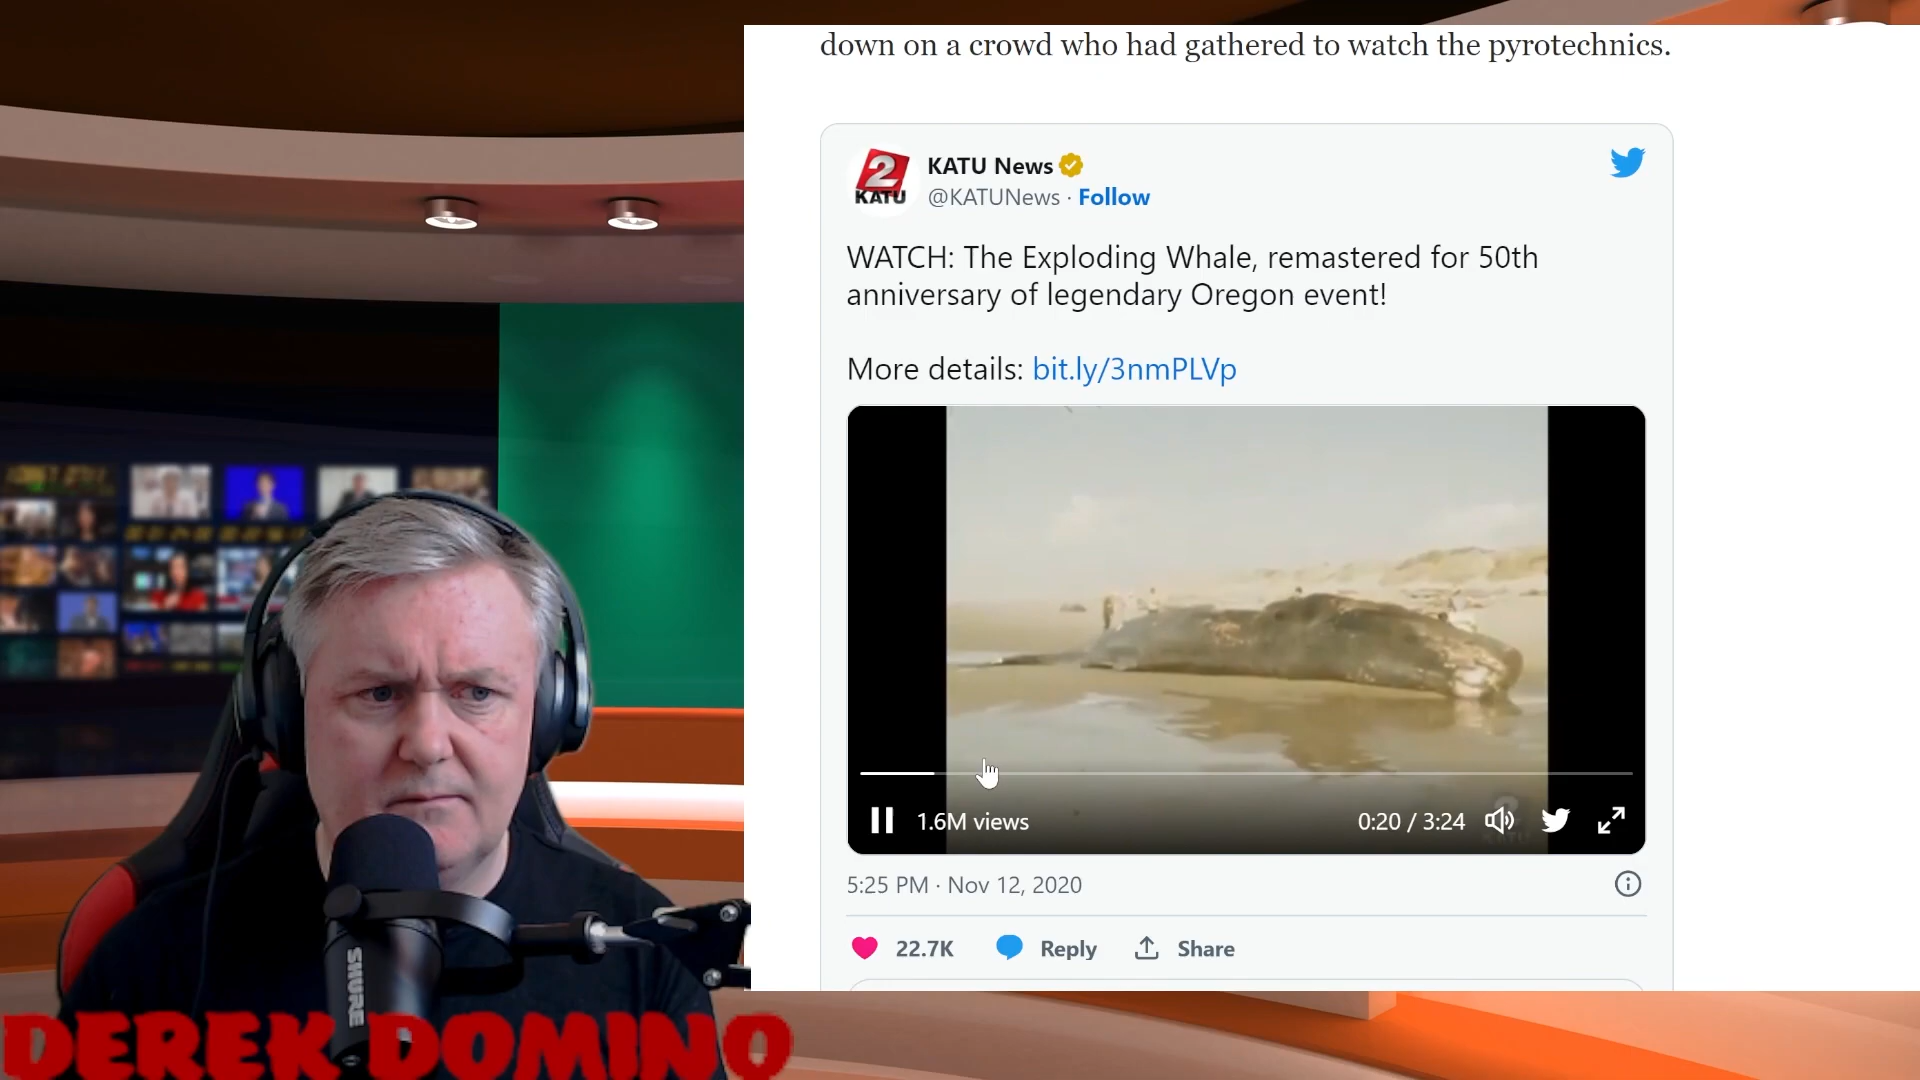 down on a crowd who had gathered to watch the pyrotechnics.
2
KATU
KATU News
@KATUNews · Follow
WATCH: The Exploding Whale, remastered for 50th
anniversary of legendary Oregon event!
More details: bit.ly/3nmPLVp
1.6M views
0:20 / 3:24
5:25 PM · Nov 12, 2020
22.7K
Reply
Share
SHURE
DEREK DOMINO